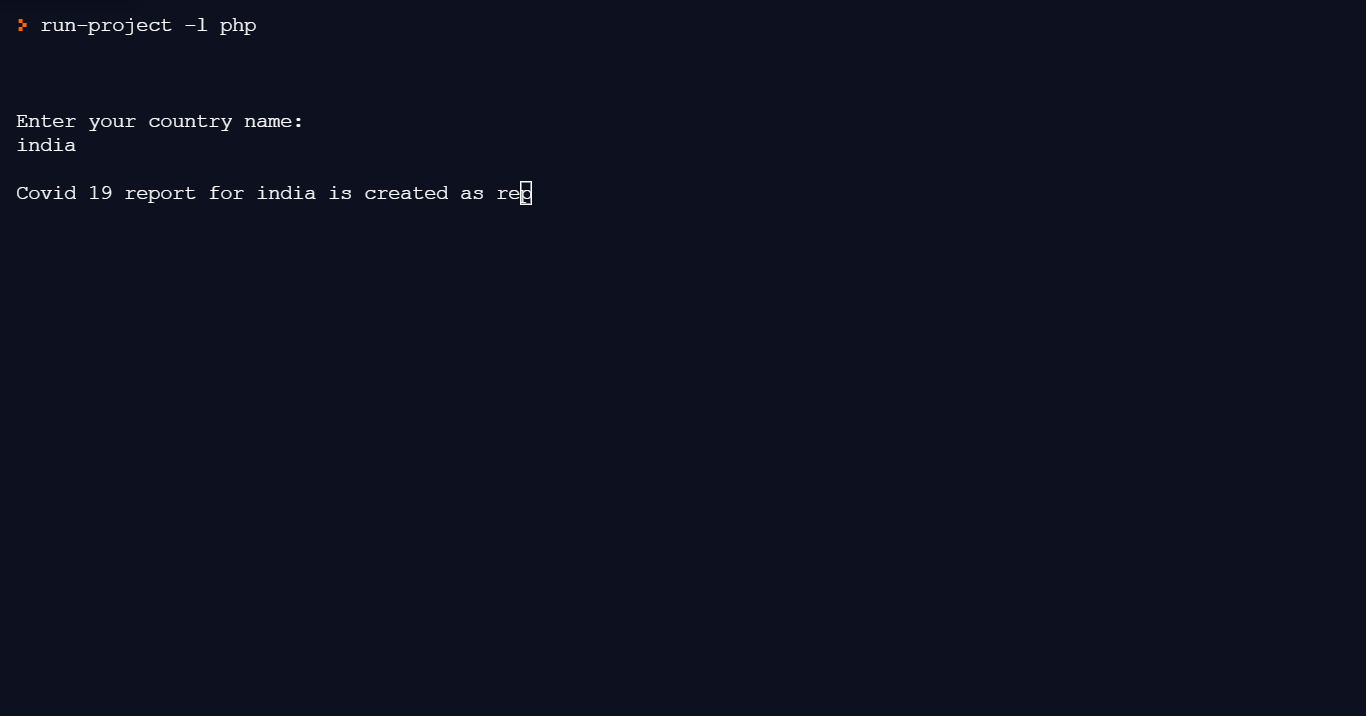 run-project -l php
Enter your country name:
india
Covid 19 report for india is created as rep